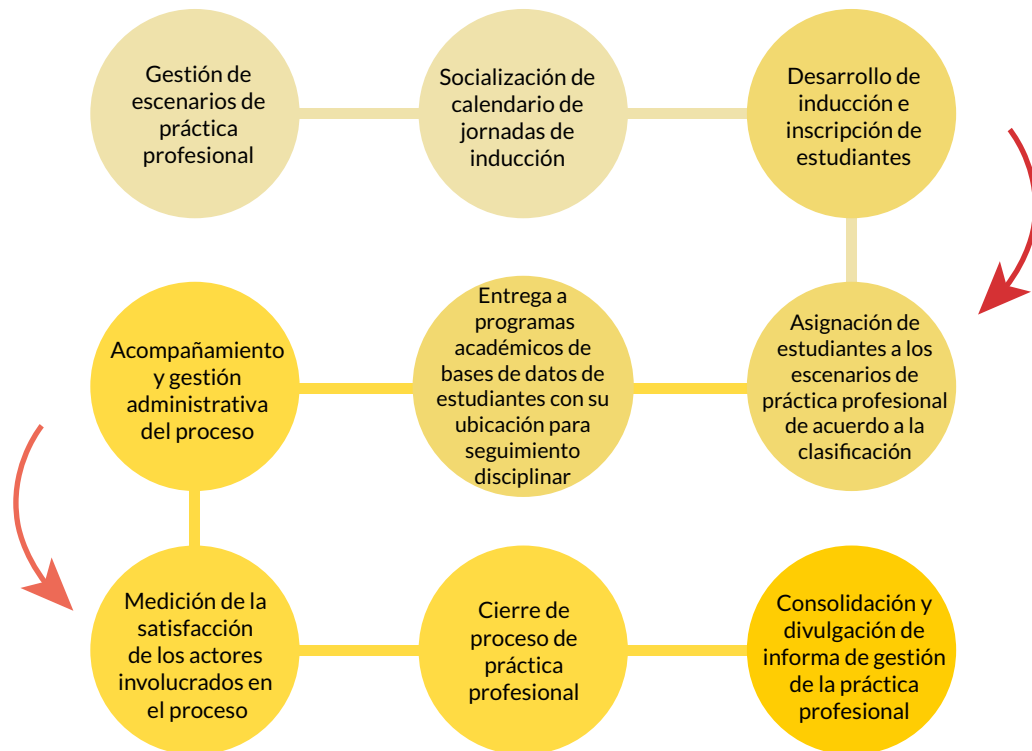 Gestión de
escenarios de
práctica
profesional
Socialización de
calendario de
jornadas de
inducción
Desarrollo de
inducción e
inscripción de
estudiantes
Asignación de
estudiantes a los
escenarios de
práctica profesional
de acuerdo a la
clasificación
Entrega a
programas
académicos de
bases de datos de
estudiantes con su
ubicación para
seguimiento
disciplinar
Acompañamiento
y gestión
administrativa
del proceso
Medición de la
satisfacción
de los actores
involucrados en
el proceso
Cierre de
proceso de
práctica
profesional
Consolidación y
divulgación de
informa de gestión
de la práctica
profesional